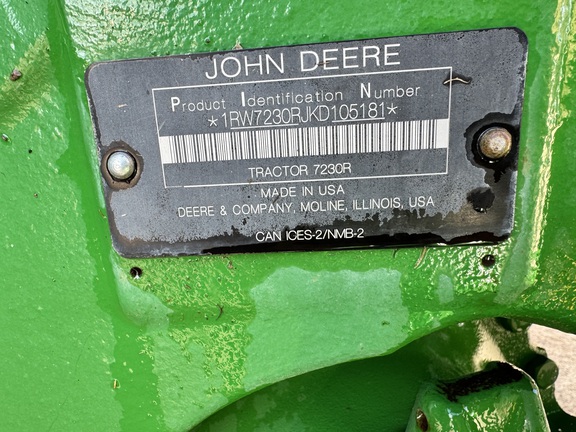 JOHN DEERE
Product Identification Number
*1RW7230RJKD105181*
TRACTOR 7230R
MADE IN USA
DEERE & COMPANY, MOLINE, ILLINOIS, USA
CAN ICES-2/NMB-2